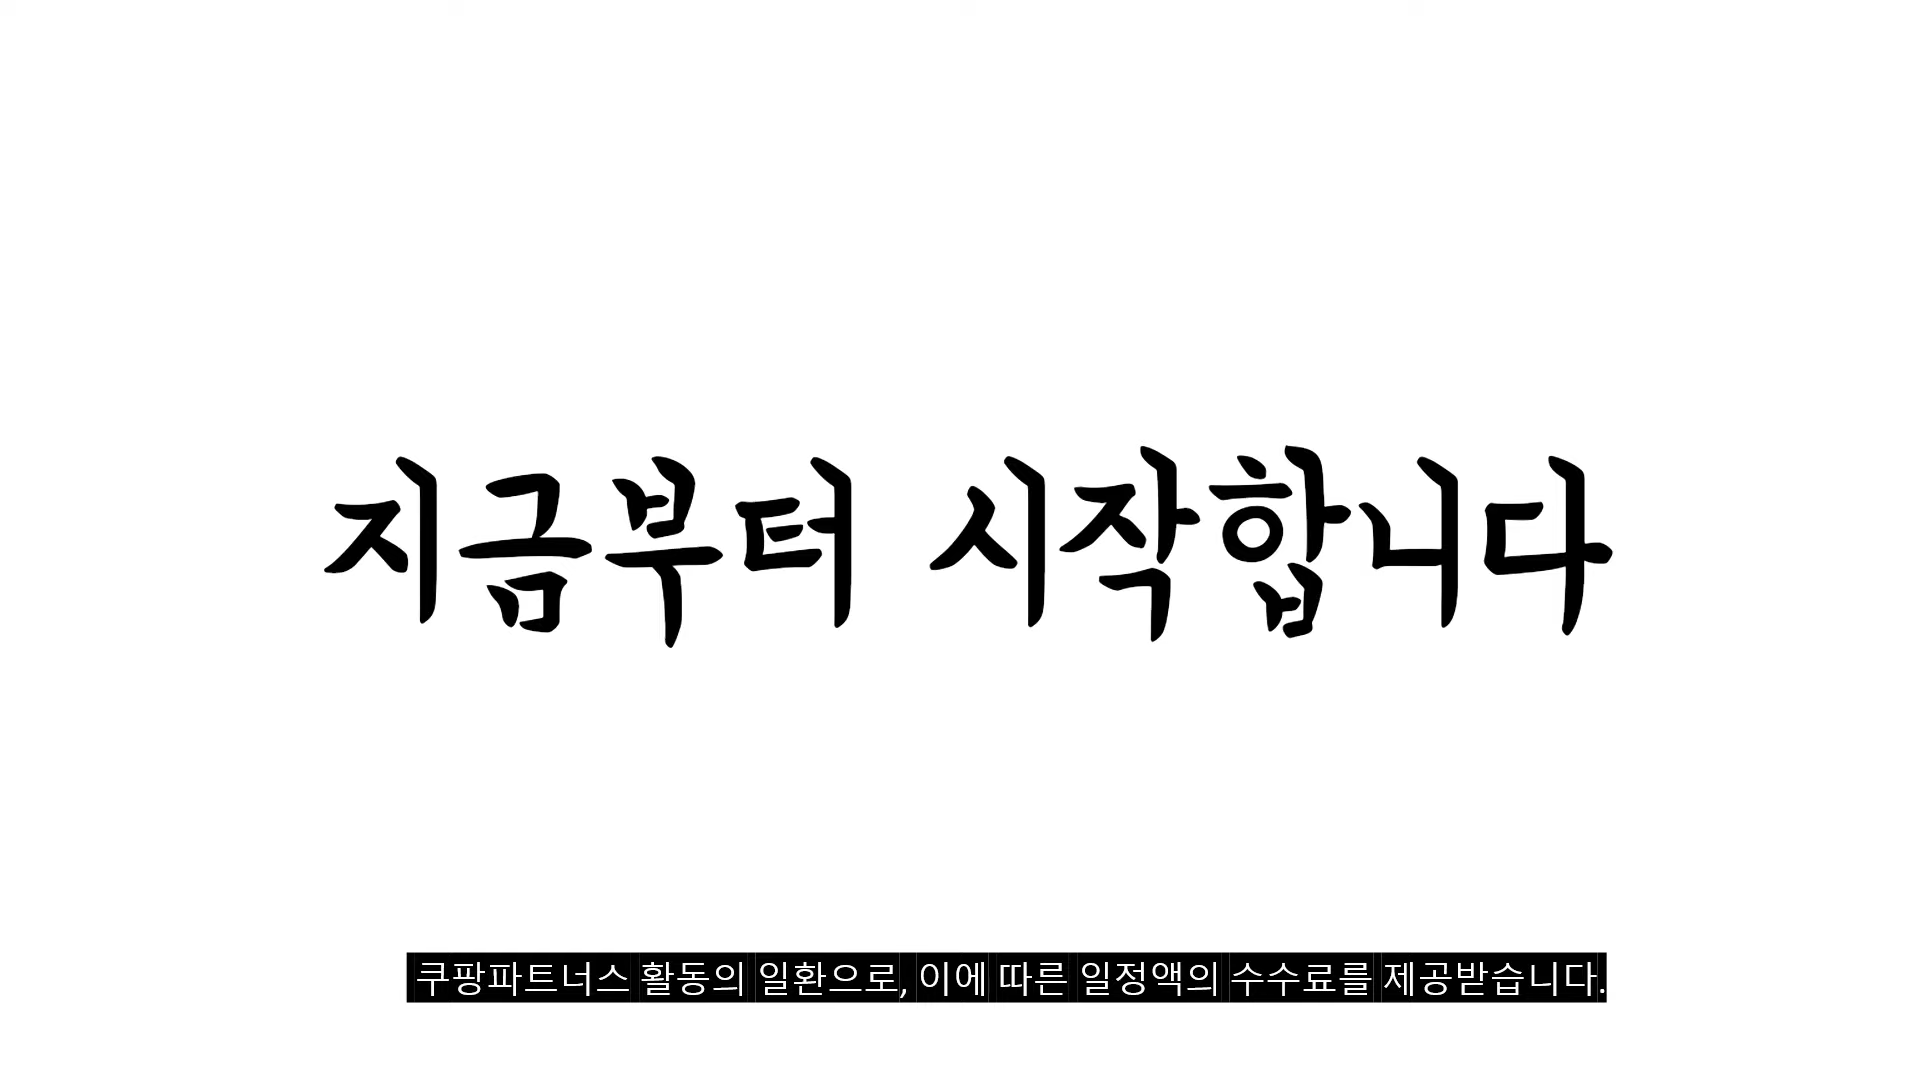 지금부터 시작합니다
쿠팡파트너스 활동의 일환으로, 이에 따른 일정액의 수수료를 제공받습니다.